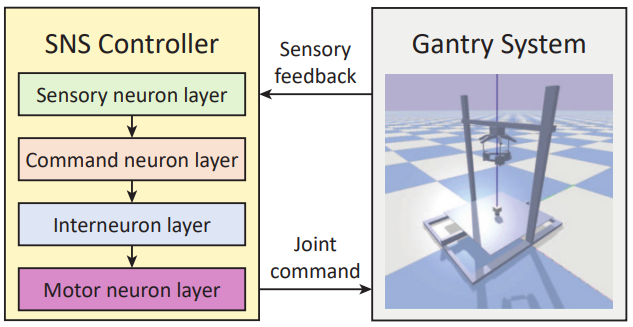 SNS Controller
Sensory neuron layer
Command neuron layer
Interneuron layer
Motor neuron layer
Sensory
feedback
Joint
command
Gantry System